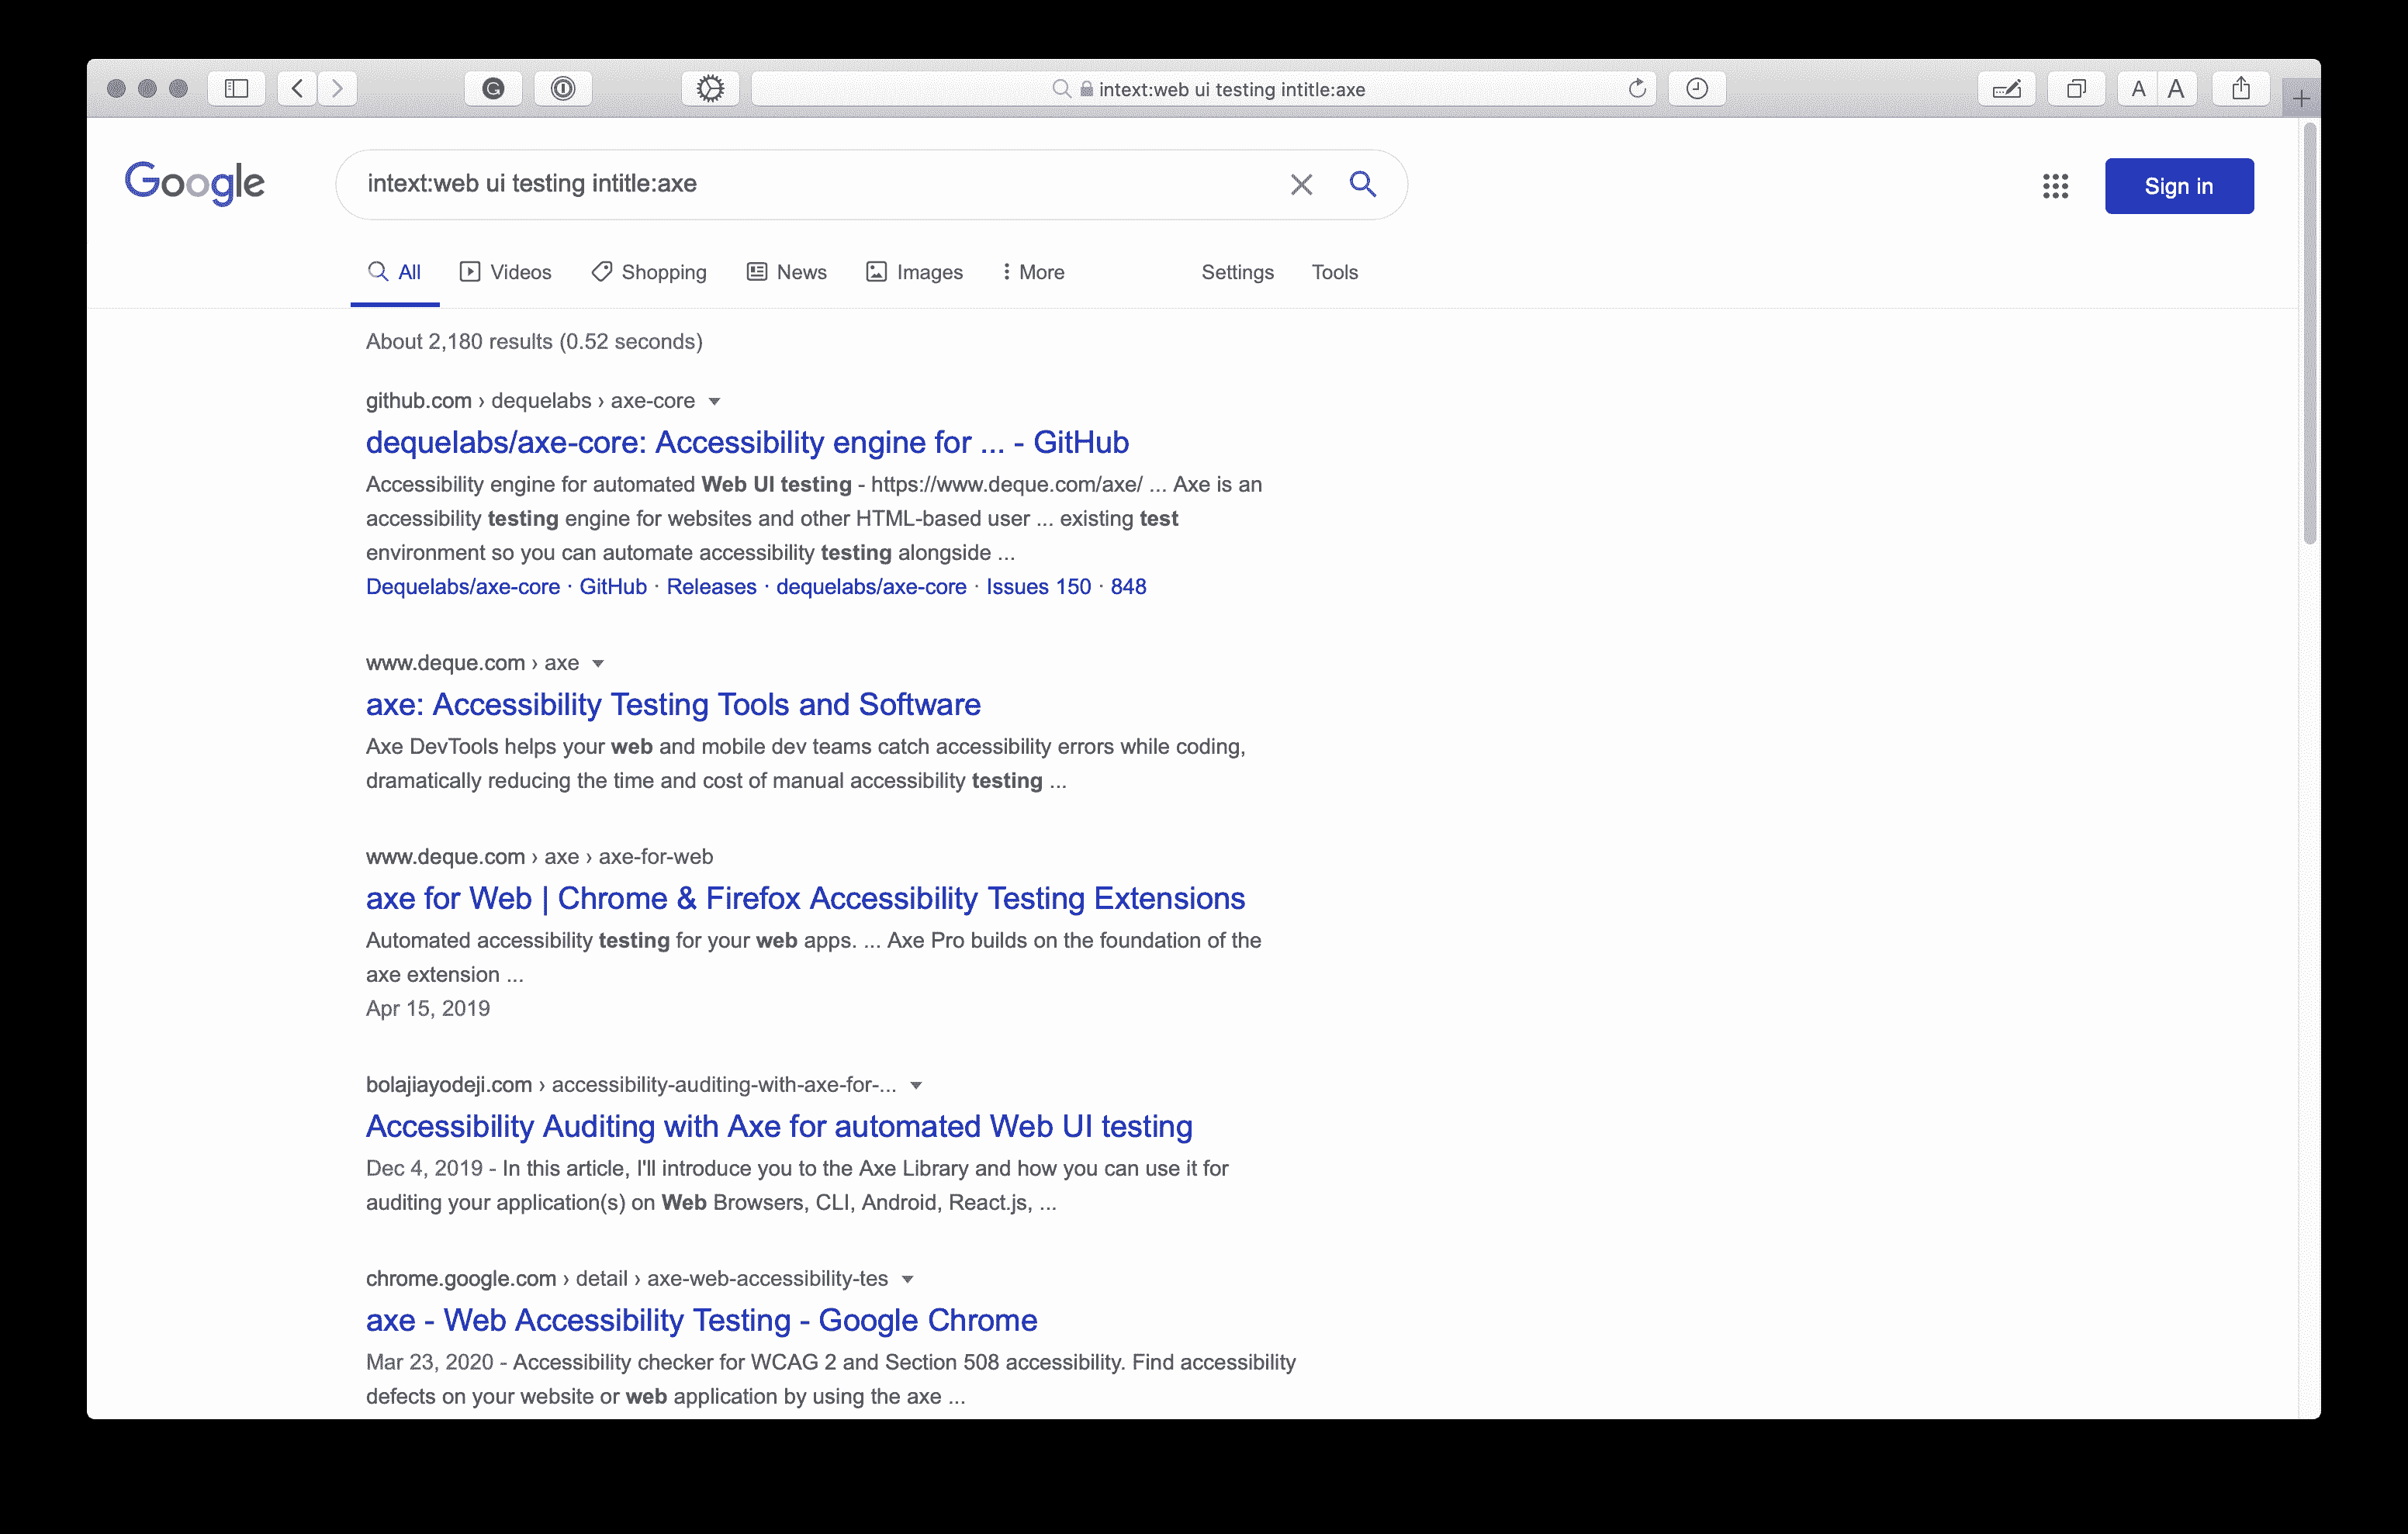 intext:web ui testing intitle:axe
A A
Google
intext:web ui testing intitle:axe
Sign in
All Videos Shopping News Images More Settings Tools
About 2,180 results (0.52 seconds)
github.com › dequelabs › axe-core
dequelabs/axe-core: Accessibility engine for ... - GitHub
Accessibility engine for automated Web UI testing - https://www.deque.com/axe/ ... Axe is an
accessibility testing engine for websites and other HTML-based user ... existing test
environment so you can automate accessibility testing alongside ...
Dequelabs/axe-core · GitHub · Releases · dequelabs/axe-core · Issues 150 · 848
www.deque.com › axe
axe: Accessibility Testing Tools and Software
Axe DevTools helps your web and mobile dev teams catch accessibility errors while coding,
dramatically reducing the time and cost of manual accessibility testing ...
www.deque.com › axe › axe-for-web
axe for Web | Chrome & Firefox Accessibility Testing Extensions
Automated accessibility testing for your web apps. ... Axe Pro builds on the foundation of the
axe extension ...
Apr 15, 2019
bolajiayodeji.com › accessibility-auditing-with-axe-for-...
Accessibility Auditing with Axe for automated Web UI testing
Dec 4, 2019 - In this article, I'll introduce you to the Axe Library and how you can use it for
auditing your application(s) on Web Browsers, CLI, Android, React.js, ...
chrome.google.com › detail › axe-web-accessibility-tes
axe - Web Accessibility Testing - Google Chrome
Mar 23, 2020 - Accessibility checker for WCAG 2 and Section 508 accessibility. Find accessibility
defects on your website or web application by using the axe ...